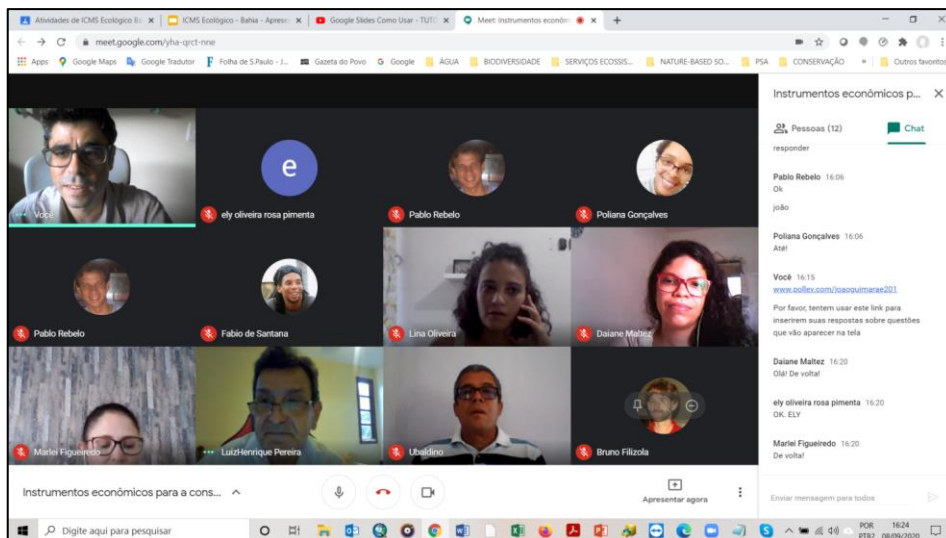 Atividades de ICMS Ecológico Ba
ICMS Ecológico - Bahia - Apreser
Google Slides Como Usar - TUTO
Meet: Instrumentos econôm
meet.google.com/yha-qrct-nne
Apps
Google Maps
Google Tradutor
Folha de S.Paulo - J...
Gazeta do Povo
Google
ÁGUA
BIODIVERSIDADE
SERVIÇOS ECOSSIS...
NATURE-BASED SO...
PSA
CONSERVAÇÃO
Outros favoritos
Você
e
ely oliveira rosa pimenta
Pablo Rebelo
Poliana Gonçalves
Pablo Rebelo
Fabio de Santana
Lina Oliveira
Daiane Maltez
Marlei Figueiredo
LuizHenrique Pereira
Ubaldino
Bruno Filizola
Instrumentos econômicos p...
Pessoas (12)
Chat
responder
Pablo Rebelo 16:06
Ok
joão
Poliana Gonçalves 16:06
Até!
Você 16:15
www.pollev.com/joaoguimarae201
Por favor, tentem usar este link para
inserirem suas respostas sobre questões
que vão aparecer na tela
Daiane Maltez 16:20
Olá! De volta!
ely oliveira rosa pimenta 16:20
OK. ELY
Marlei Figueiredo 16:20
De volta!
Enviar mensagem para todos
Instrumentos econômicos para a cons...
Apresentar agora
Digite aqui para pesquisar
POR
PTB2
16:24
08/09/2020